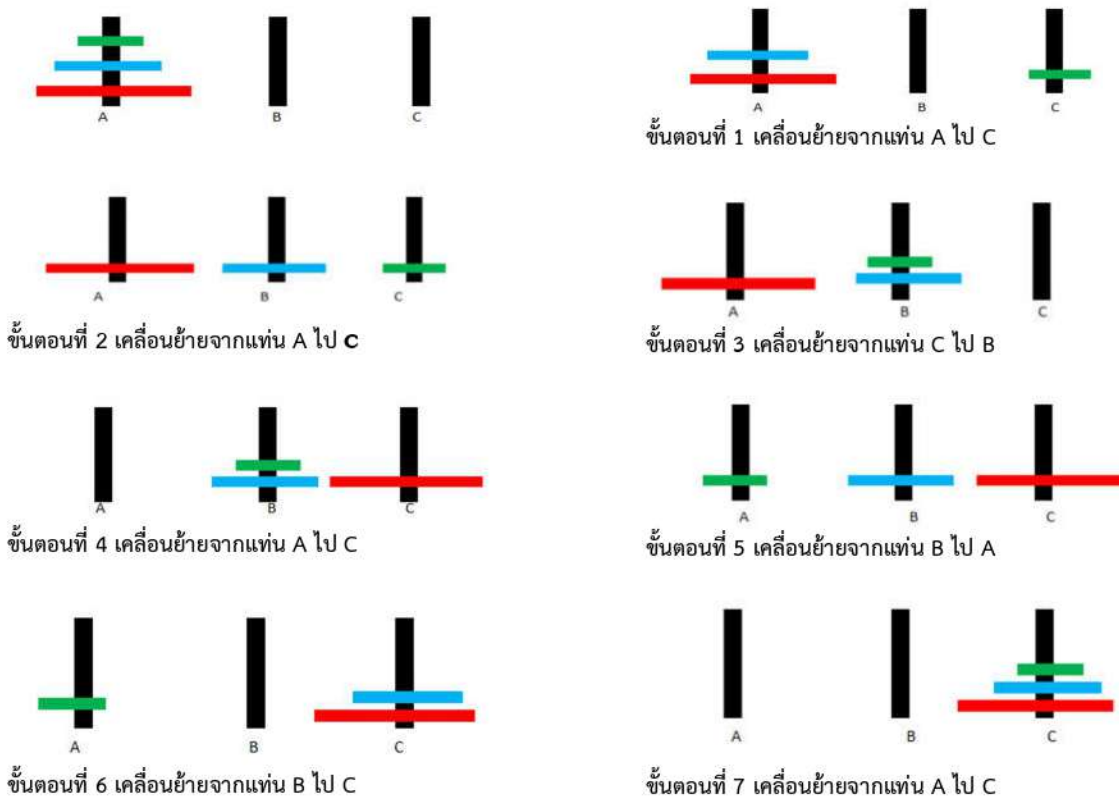 A B C
A B C
ขั้นตอนที่ 1 เคลื่อนย้ายจากแท่น A ไป C
A B C
ขั้นตอนที่ 2 เคลื่อนย้ายจากแท่น A ไป C
A B C
ขั้นตอนที่ 3 เคลื่อนย้ายจากแท่น C ไป B
A B C
ขั้นตอนที่ 4 เคลื่อนย้ายจากแท่น A ไป C
A B C
ขั้นตอนที่ 5 เคลื่อนย้ายจากแท่น B ไป A
A B C
ขั้นตอนที่ 6 เคลื่อนย้ายจากแท่น B ไป C
A B C
ขั้นตอนที่ 7 เคลื่อนย้ายจากแท่น A ไป C